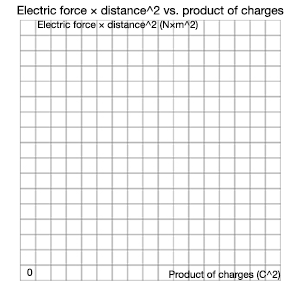 Electric force × distance^2 vs. product of charges
Electric force × distance^2 (N×m^2)
0
Product of charges (C^2)